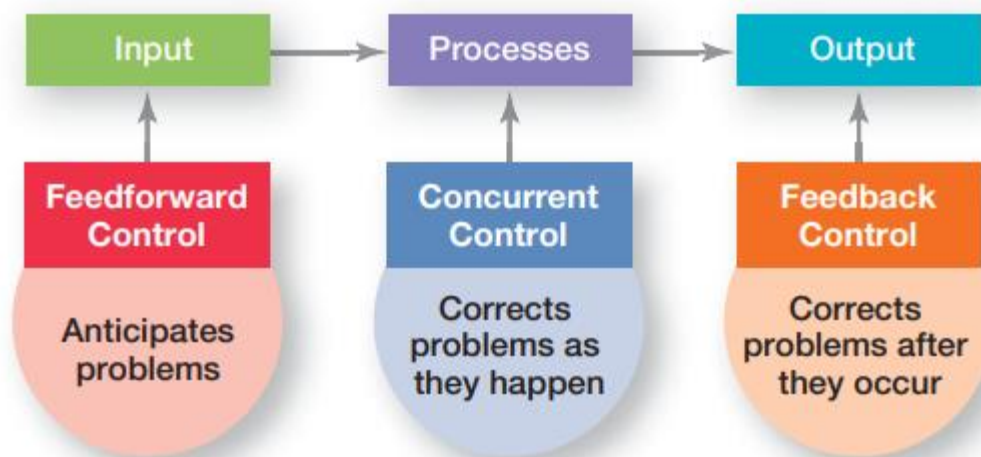 Input
Processes
Output
Feedforward
Control
Concurrent
Control
Feedback
Control
Anticipates
problems
Corrects
problems as
they happen
Corrects
problems after
they occur